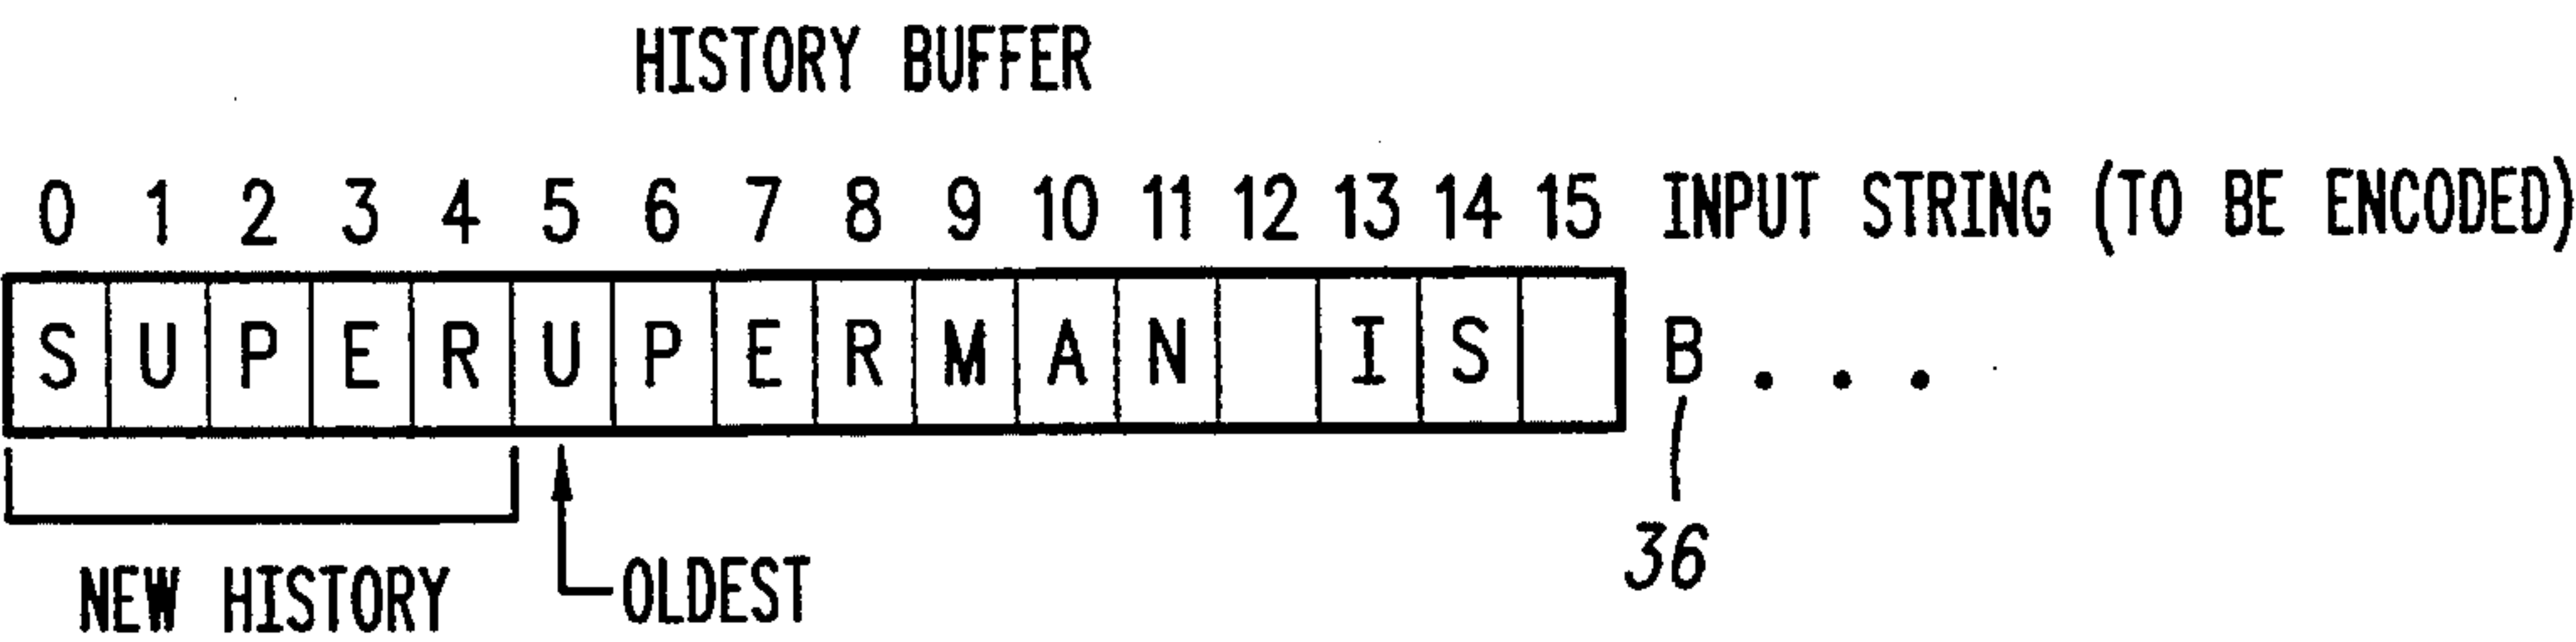 HISTORY BUFFER
0 1 2 3 4 5 6 7 8 9 10 11 12 13 14 15 INPUT STRING (TO BE ENCODED)
S U P E R U P E R M A N I S B . . .
36
NEW HISTORY OLDEST